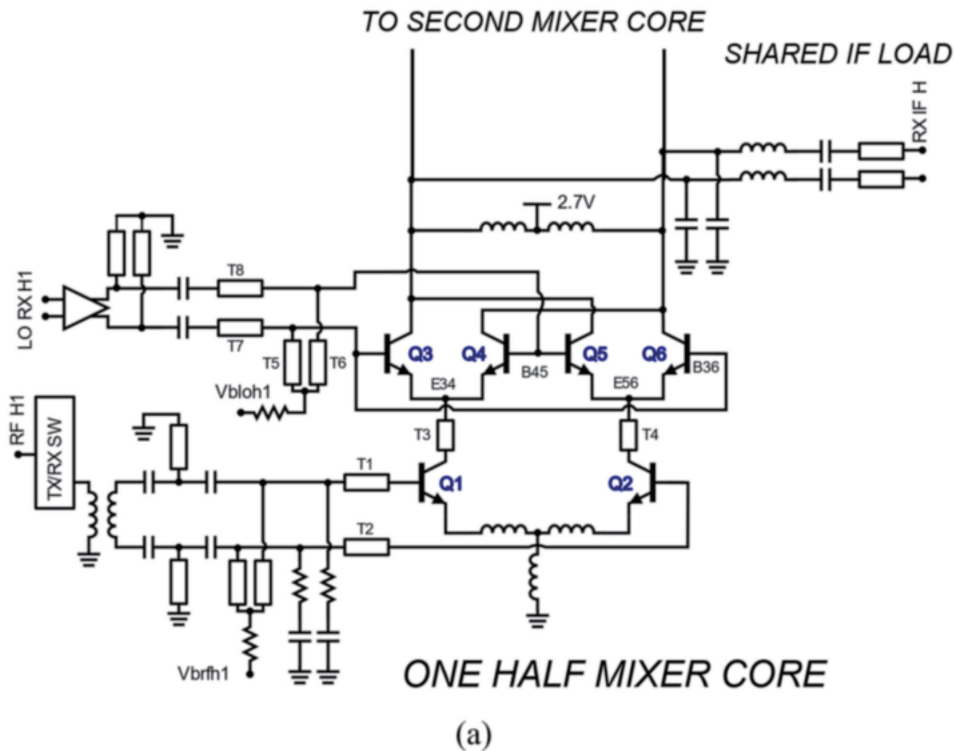 TO SECOND MIXER CORE
SHARED IF LOAD
RX IF H
2.7V
LO RX H1
T8
T7
T5
T6
Q3
Q4
Q5
Q6
B45
B36
E34
E56
Vbloh1
RF H1
TX/RX SW
T3
T4
T1
Q1
Q2
T2
Vbrfh1
ONE HALF MIXER CORE
(a)